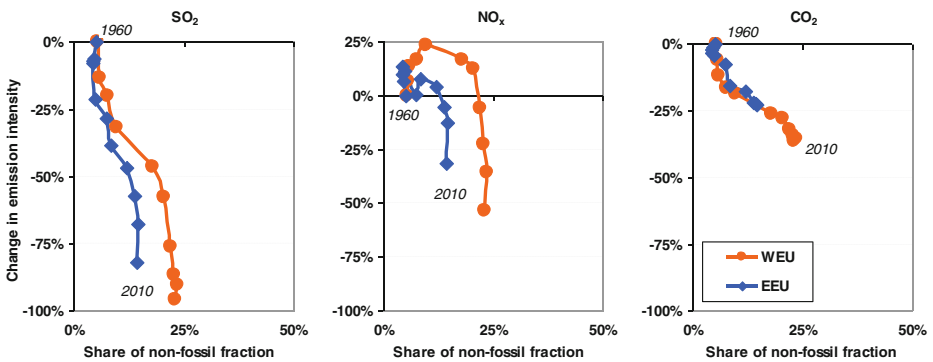 SO2 NOx CO2
1960
0%
-25%
-50%
-75%
-100%
2010
0% 25% 50%
Change in emission intensity
Share of non-fossil fraction
25%
0%
-25%
-50%
-75%
-100%
1960
2010
0% 25% 50%
Share of non-fossil fraction
1960
0%
-25%
-50%
-75%
-100%
2010
WEU
EEU
0% 25% 50%
Share of non-fossil fraction